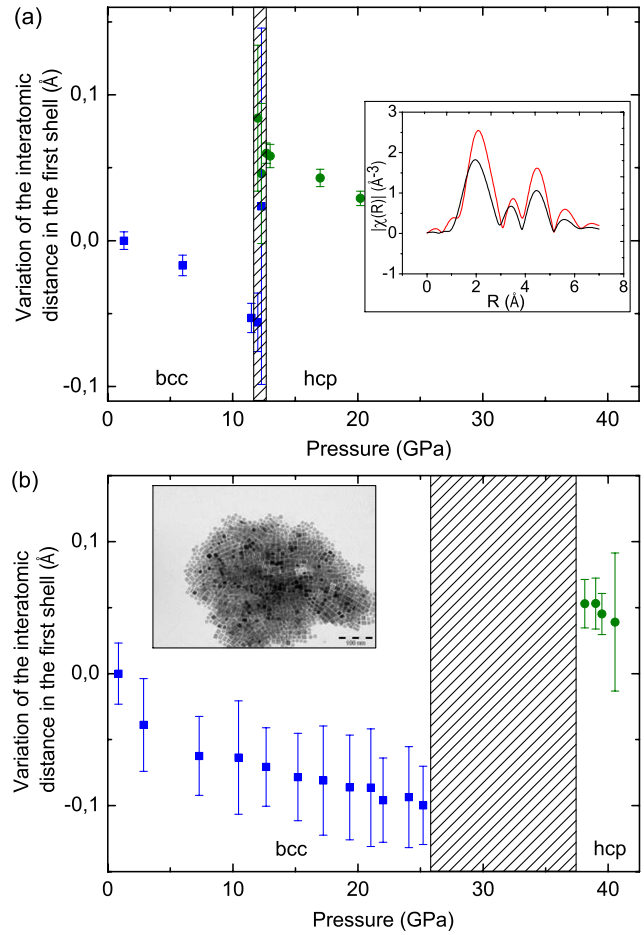 (a)
Variation of the interatomic
distance in the first shell (Å)
0,1
0,0
-0,1
bcc
hcp
0
10
20
30
40
Pressure (GPa)
|χ(R)| (Å-3)
3
2
1
0
-1
0
2
4
6
8
R (Å)
(b)
Variation of the interatomic
distance in the first shell (Å)
0,1
0,0
-0,1
100 nm
bcc
hcp
0
10
20
30
40
Pressure (GPa)